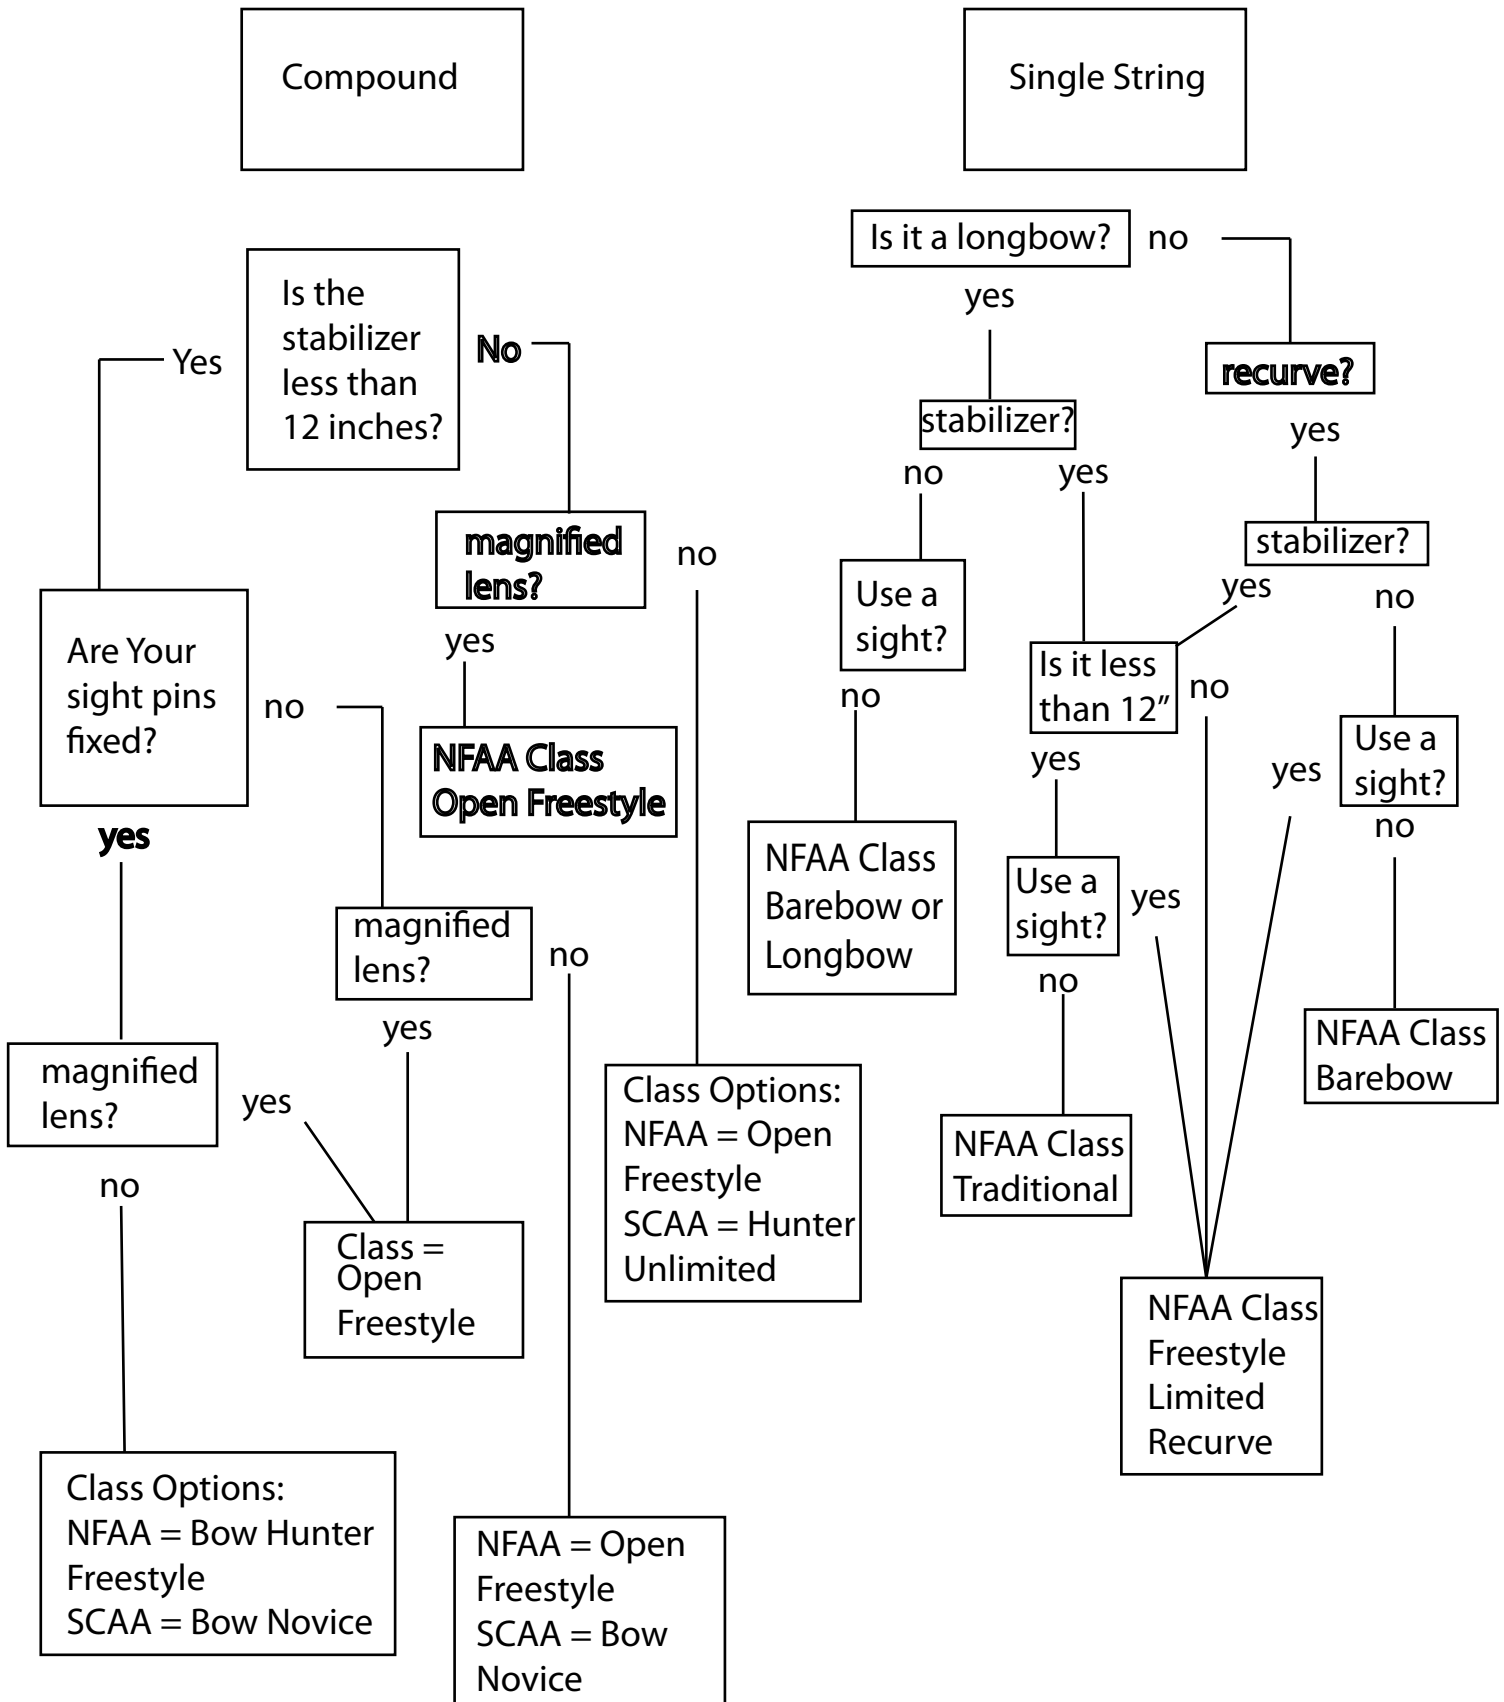 Compound
Is the
stabilizer
less than
12 inches?
Yes
No
magnified
lens?
no
yes
NFAA Class
Open Freestyle
Are Your
sight pins
fixed?
no
yes
magnified
lens?
no
yes
magnified
lens?
yes
no
Class =
Open
Freestyle
Class Options:
NFAA = Open
Freestyle
SCAA = Hunter
Unlimited
Class Options:
NFAA = Bow Hunter
Freestyle
SCAA = Bow Novice
NFAA = Open
Freestyle
SCAA = Bow
Novice
Single String
Is it a longbow?
no
yes
recurve?
yes
stabilizer?
no
yes
stabilizer?
yes
no
Use a
sight?
no
Is it less
than 12”
no
yes
Use a
sight?
yes
no
NFAA Class
Barebow or
Longbow
Use a
sight?
yes
no
NFAA Class
Barebow
NFAA Class
Traditional
NFAA Class
Freestyle
Limited
Recurve